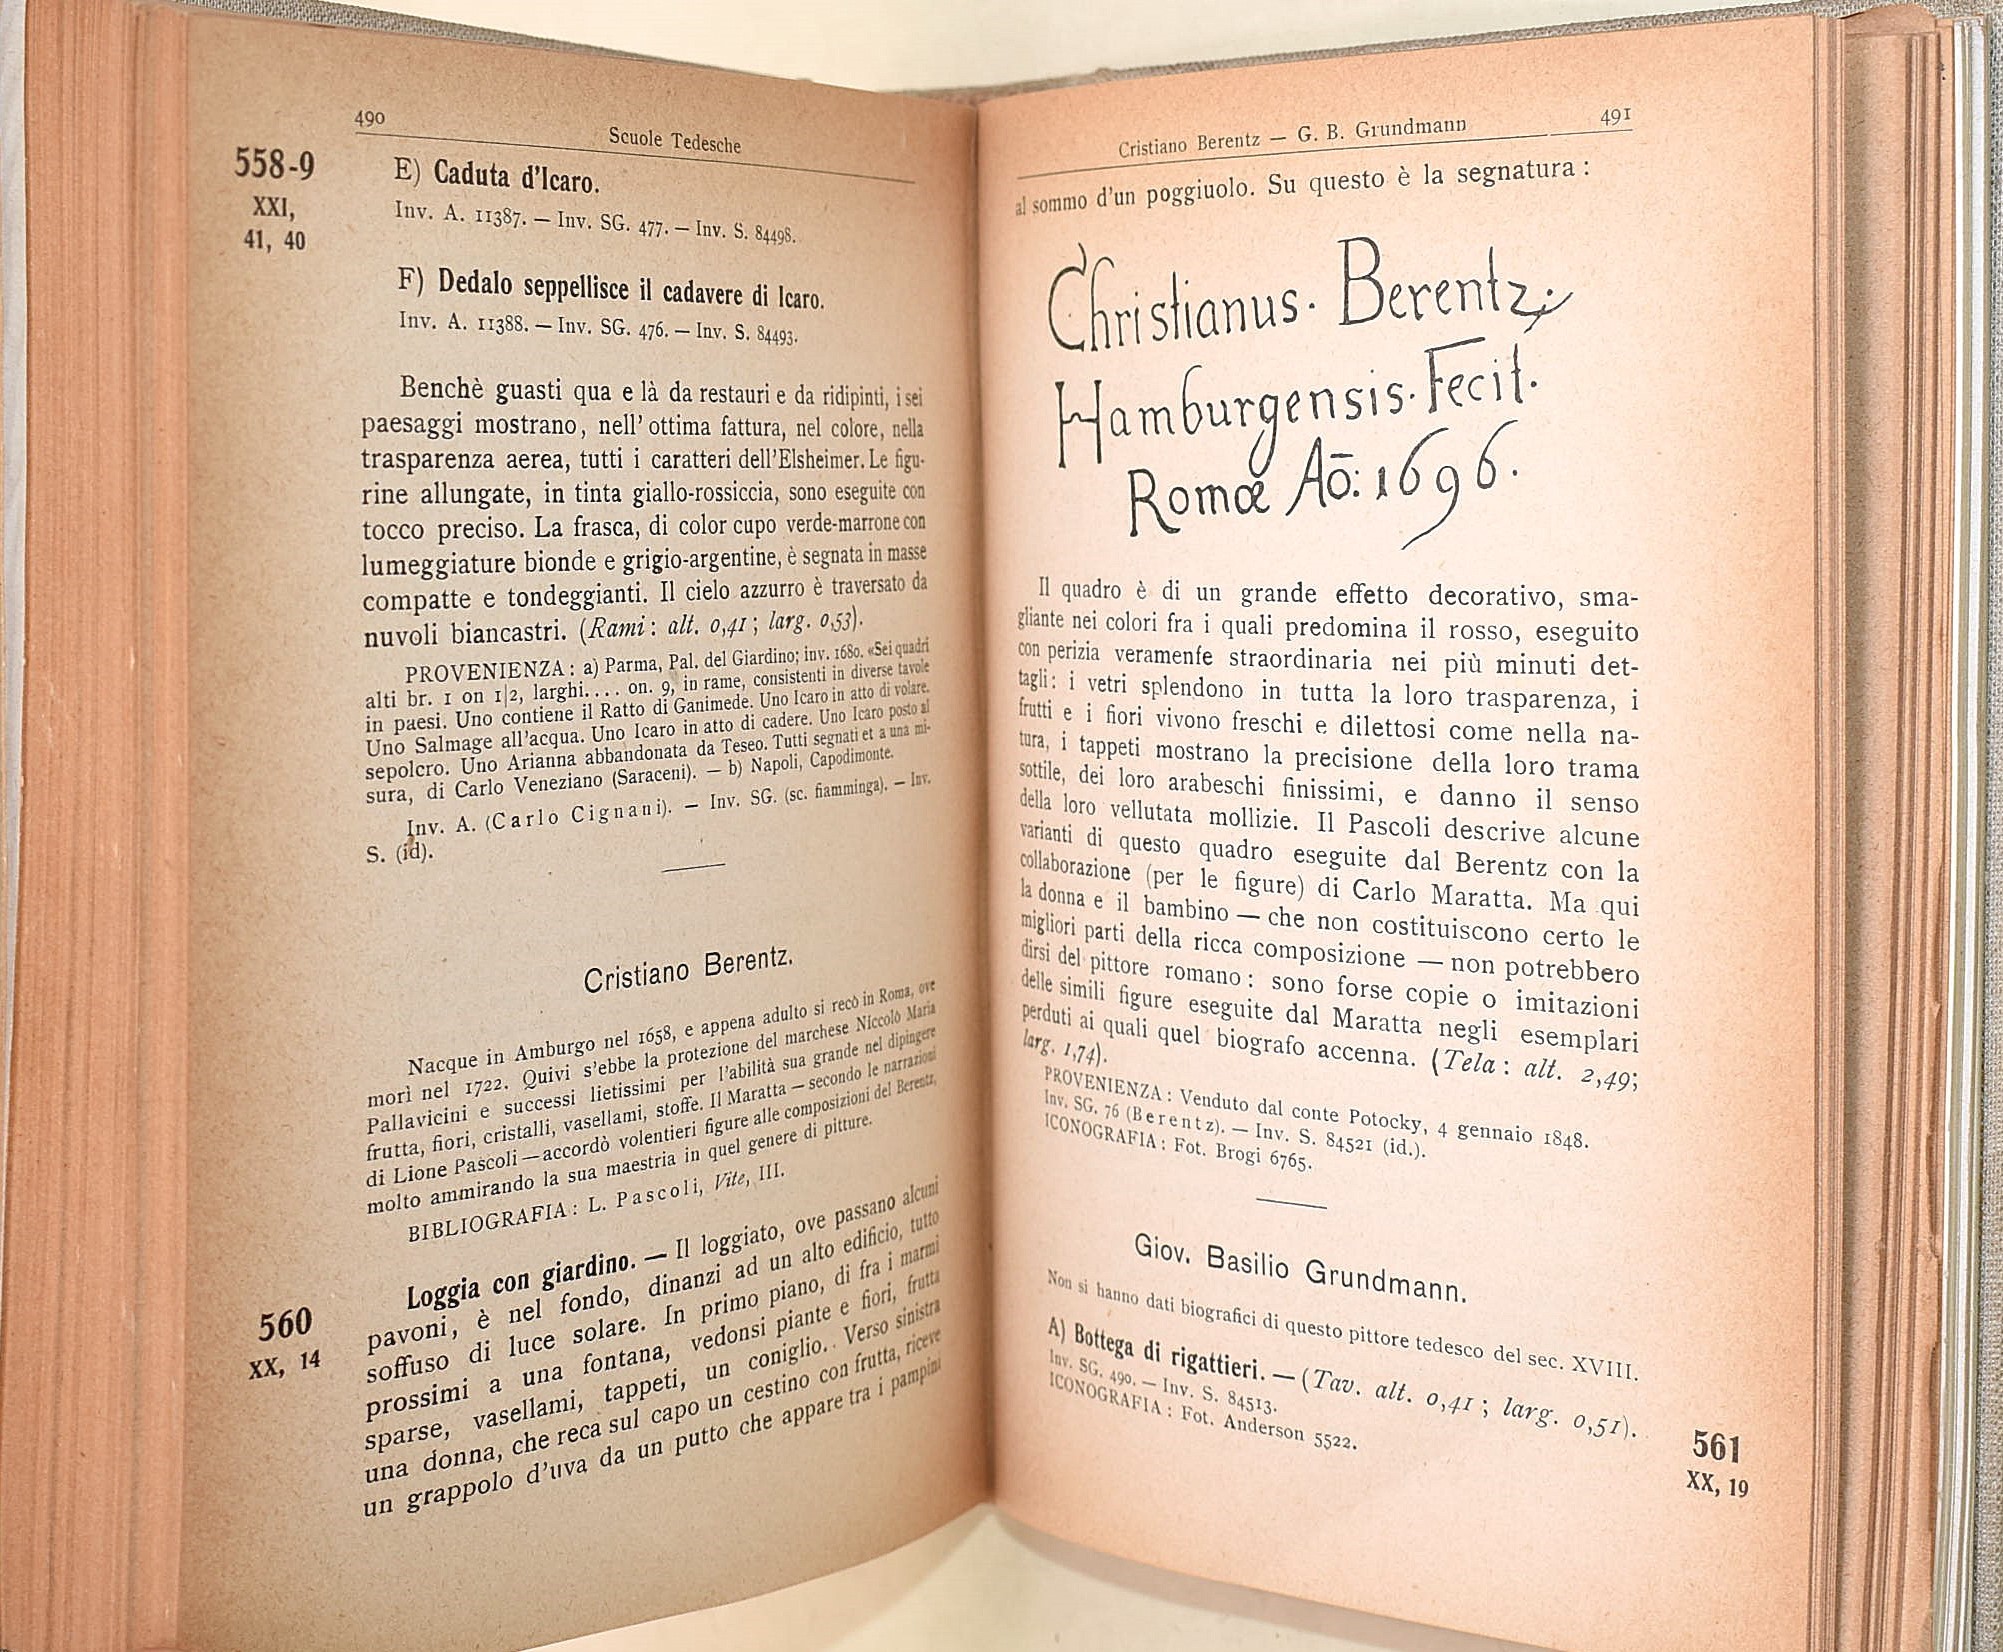 490
Scuole Tedesche
558-9
XXI,
41, 40
E) Caduta d'Icaro.
Inv. A. 11387. — Inv. SG. 477. — Inv. S. 84498.
F) Dedalo seppellisce il cadavere di Icaro.
Inv. A. 11388. — Inv. SG. 476. — Inv. S. 84493.
Benchè guasti qua e là da restauri e da ridipinti, i sei
paesaggi mostrano, nell' ottima fattura, nel colore, nella
trasparenza aerea, tutti i caratteri dell'Elsheimer. Le figu-
rine allungate, in tinta giallo-rossiccia, sono eseguite con
tocco preciso. La frasca, di color cupo verde-marrone con
lumeggiature bionde e grigio-argentine, è segnata in masse
compatte e tondeggianti. Il cielo azzurro è traversato da
nuvoli biancastri. (Rami: alt. 0,41; larg. 0,53).
PROVENIENZA: a) Parma, Pal. del Giardino; inv. 1680. «Sei quadri
alti br. 1 on 1|2, larghi.... on. 9, in rame, consistenti in diverse tavole
in paesi. Uno contiene il Ratto di Ganimede. Uno Icaro in atto di volare.
Uno Salmage all'acqua. Uno Icaro in atto di cadere. Uno Icaro posto al
sepolcro. Uno Arianna abbandonata da Teseo. Tutti segnati et a una mi-
sura, di Carlo Veneziano (Saraceni). — b) Napoli, Capodimonte.
Inv. A. (Carlo Cignani). — Inv. SG. (sc. fiamminga). — Inv.
S. (id).
Cristiano Berentz.
Nacque in Amburgo nel 1658, e appena adulto si recò in Roma, ove
morì nel 1722. Quivi s'ebbe la protezione del marchese Niccolò Maria
Pallavicini e successi lietissimi per l'abilità sua grande nel dipingere
frutta, fiori, cristalli, vasellami, stoffe. Il Maratta — secondo le narrazioni
di Lione Pascoli — accordò volentieri figure alle composizioni del Berentz,
molto ammirando la sua maestria in quel genere di pitture.
BIBLIOGRAFIA: L. Pascoli, Vite, III.
560
XX, 14
Loggia con giardino. — Il loggiato, ove passano alcuni
pavoni, è nel fondo, dinanzi ad un alto edificio, tutto
soffuso di luce solare. In primo piano, di fra i marmi
prossimi a una fontana, vedonsi piante e fiori, frutta
sparse, vasellami, tappeti, un coniglio. Verso sinistra
una donna, che reca sul capo un cestino con frutta, riceve
un grappolo d'uva da un putto che appare tra i pampini
Cristiano Berentz — G. B. Grundmann
491
al sommo d'un poggiuolo. Su questo è la segnatura:
Christianus. Berentz;
Hamburgensis. Fecit.
Romæ Aō: 1696.
Il quadro è di un grande effetto decorativo, sma-
gliante nei colori fra i quali predomina il rosso, eseguito
con perizia veramenfe straordinaria nei più minuti det-
tagli: i vetri splendono in tutta la loro trasparenza, i
frutti e i fiori vivono freschi e dilettosi come nella na-
tura, i tappeti mostrano la precisione della loro trama
sottile, dei loro arabeschi finissimi, e danno il senso
della loro vellutata mollizie. Il Pascoli descrive alcune
varianti di questo quadro eseguite dal Berentz con la
collaborazione (per le figure) di Carlo Maratta. Ma qui
la donna e il bambino — che non costituiscono certo le
migliori parti della ricca composizione — non potrebbero
dirsi del pittore romano: sono forse copie o imitazioni
delle simili figure eseguite dal Maratta negli esemplari
perduti ai quali quel biografo accenna. (Tela: alt. 2,49;
larg. 1,74).
PROVENIENZA: Venduto dal conte Potocky, 4 gennaio 1848.
Inv. SG. 76 (Berentz). — Inv. S. 84521 (id.).
ICONOGRAFIA: Fot. Brogi 6765.
Giov. Basilio Grundmann.
Non si hanno dati biografici di questo pittore tedesco del sec. XVIII.
A) Bottega di rigattieri. — (Tav. alt. 0,41; larg. 0,51).
Inv. SG. 490. — Inv. S. 84513.
ICONOGRAFIA: Fot. Anderson 5522.
561
XX, 19